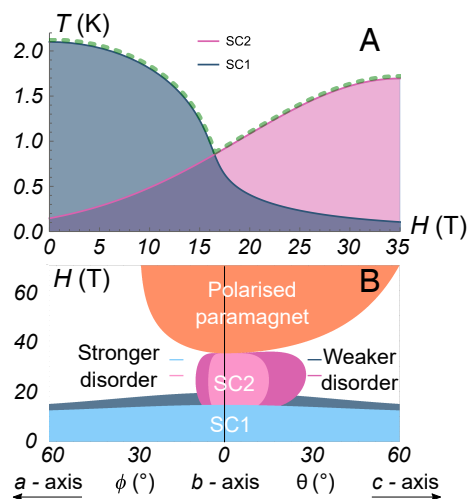 T (K)
A
SC2
SC1
2.0
1.5
1.0
0.5
0.0
0 5 10 15 20 25 30 35
H (T)
H (T)
B
60
40
20
0
Polarised
paramagnet
Stronger
disorder
Weaker
disorder
SC2
SC1
60 30 0 30 60
a - axis ϕ (°) b - axis θ (°) c - axis